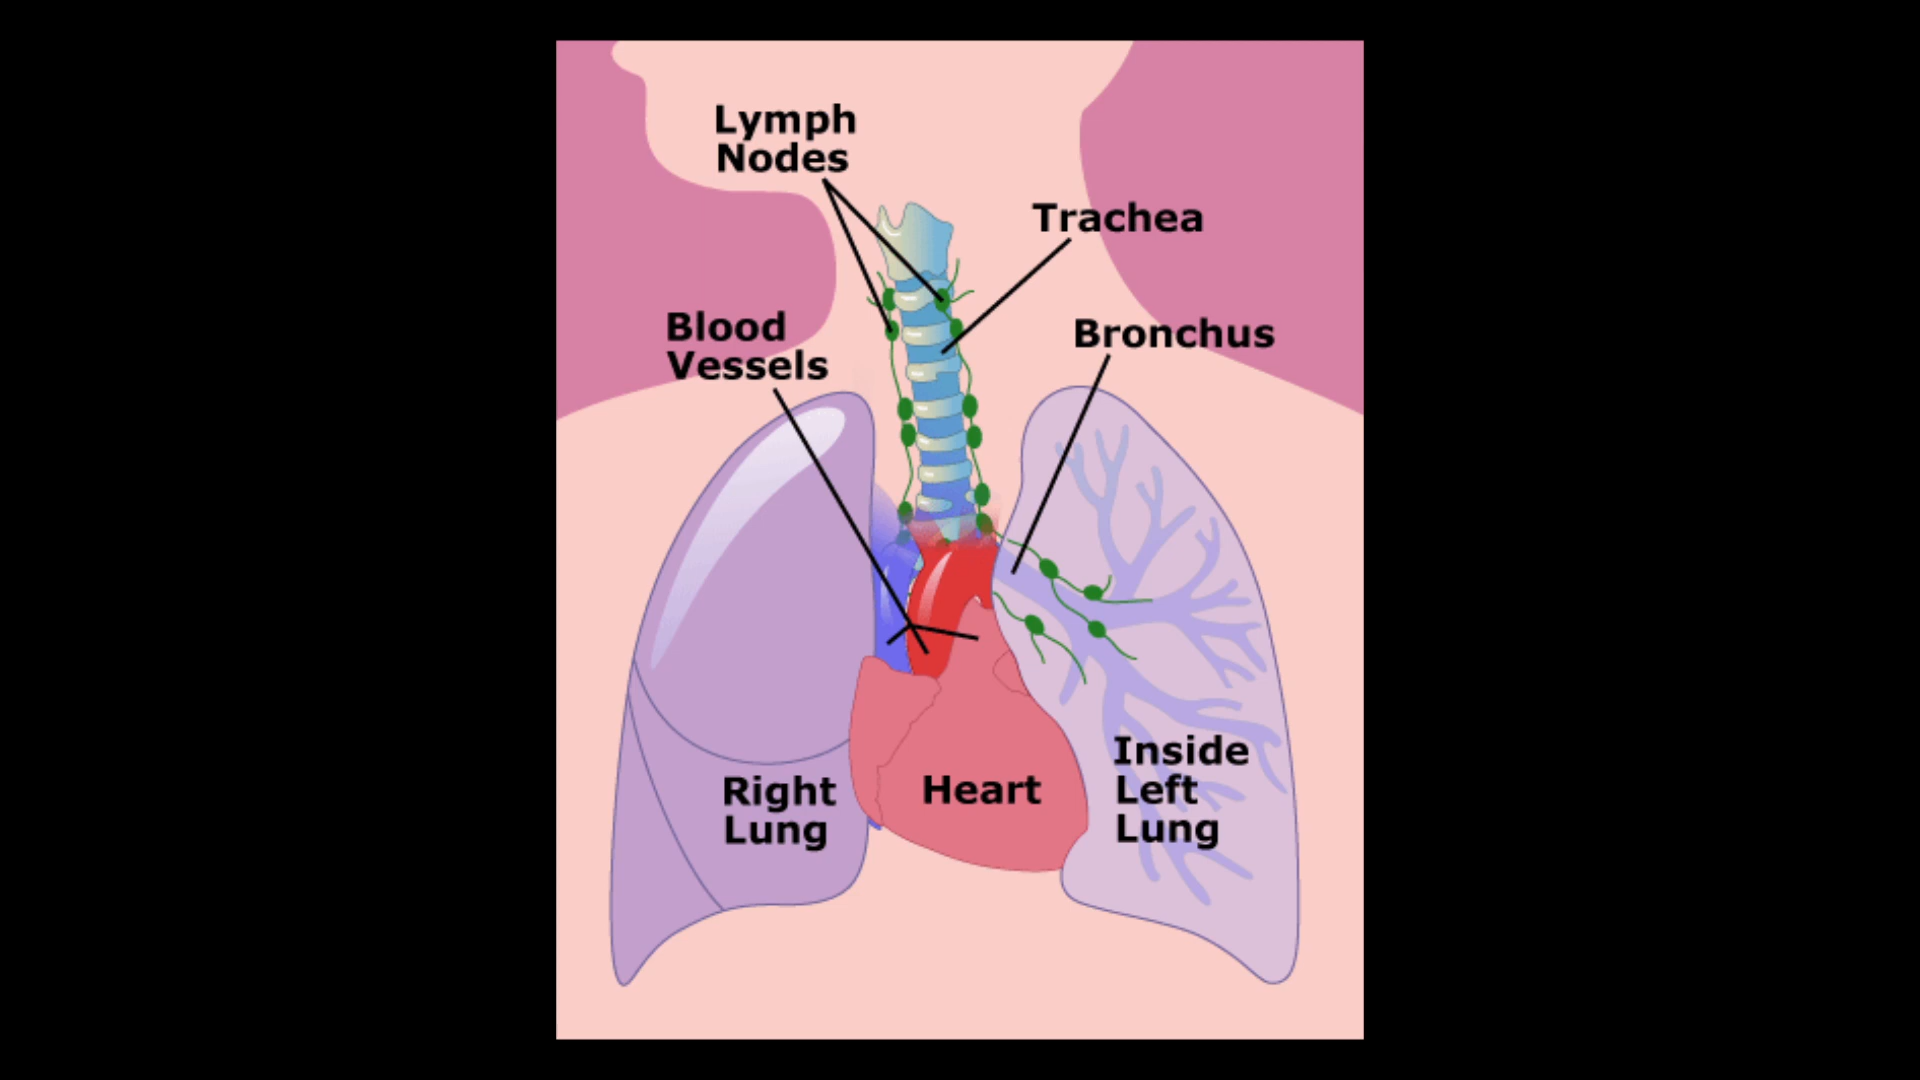 Lymph
Nodes
Trachea
Blood
Vessels
Bronchus
Right
Lung
Heart
Inside
Left
Lung